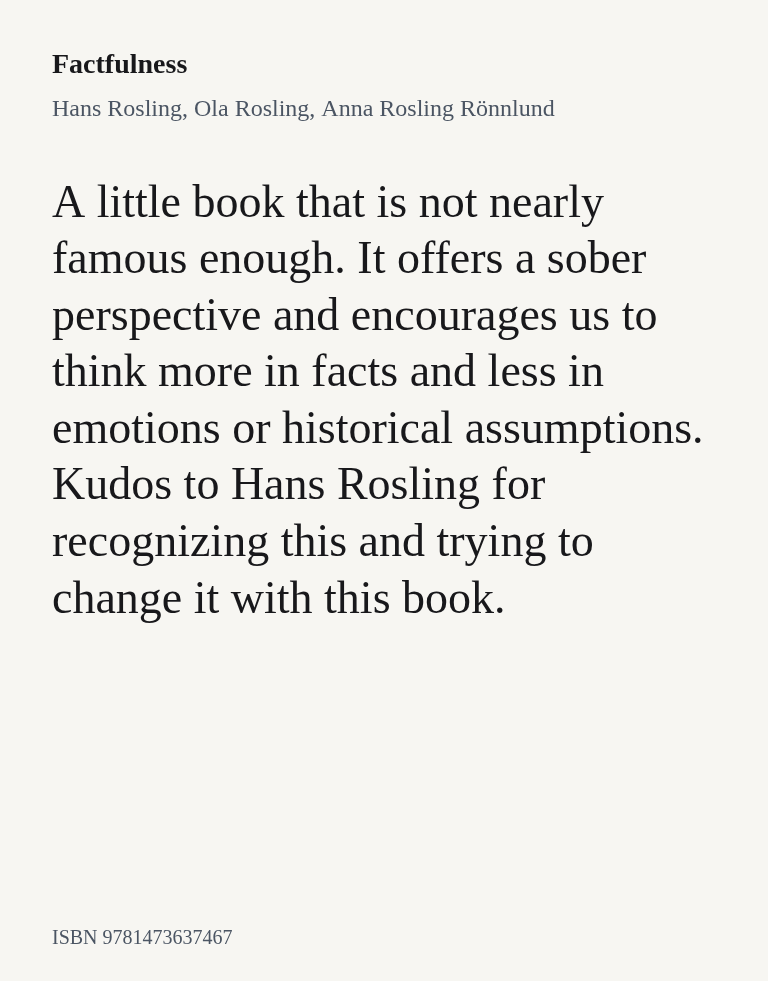 Factfulness
Hans Rosling, Ola Rosling, Anna Rosling Rönnlund
A little book that is not nearly
famous enough. It offers a sober
perspective and encourages us to
think more in facts and less in
emotions or historical assumptions.
Kudos to Hans Rosling for
recognizing this and trying to
change it with this book.
ISBN 9781473637467